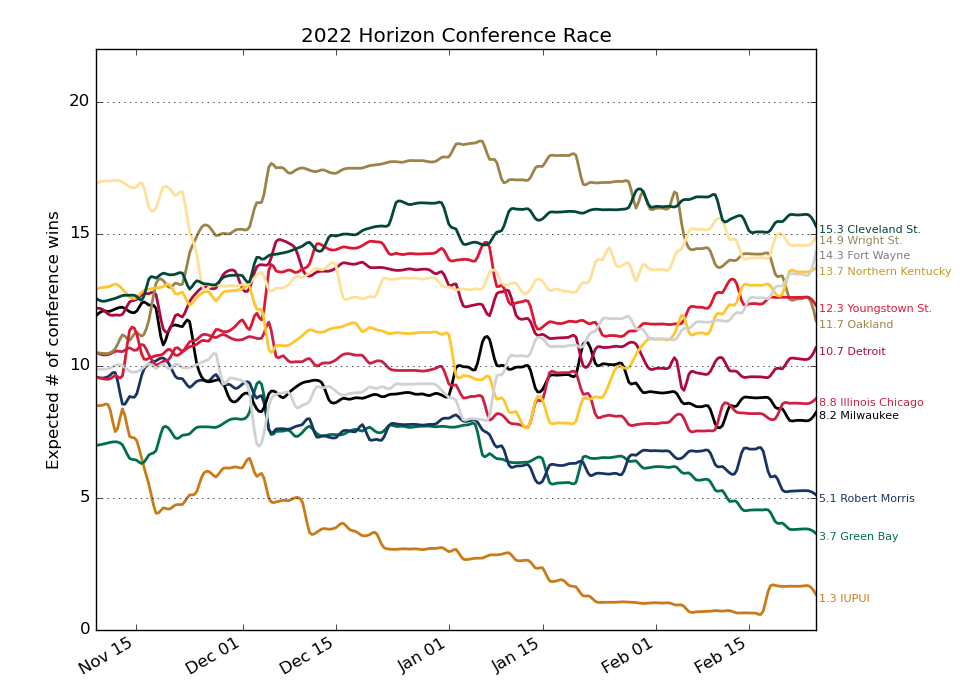 2022 Horizon Conference Race
Expected # of conference wins
20
15
10
5
0
Nov 15
Dec 01
Dec 15
Jan 01
Jan 15
Feb 01
Feb 15
15.3 Cleveland St.
14.9 Wright St.
14.3 Fort Wayne
13.7 Northern Kentucky
12.3 Youngstown St.
11.7 Oakland
10.7 Detroit
8.8 Illinois Chicago
8.2 Milwaukee
5.1 Robert Morris
3.7 Green Bay
1.3 IUPUI